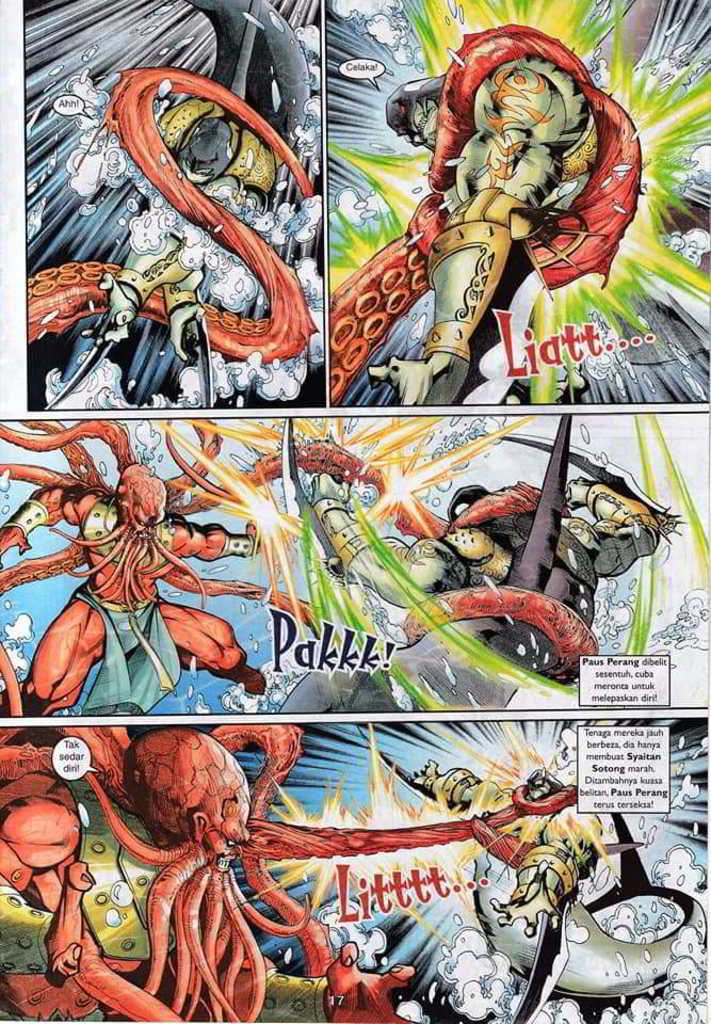 Ahh!
Celaka!
Liatt....
Pakkk!
Paus Perang dibelit
sesentuh, cuba
meronta untuk
melepaskan diri!
Tak
sedar
diri!
Tenaga mereka jauh
berbeza, dia hanya
membuat Syaitan
Sotong marah.
Ditambahnya kuasa
belitan, Paus Perang
terus terseksa!
Litttt...
17